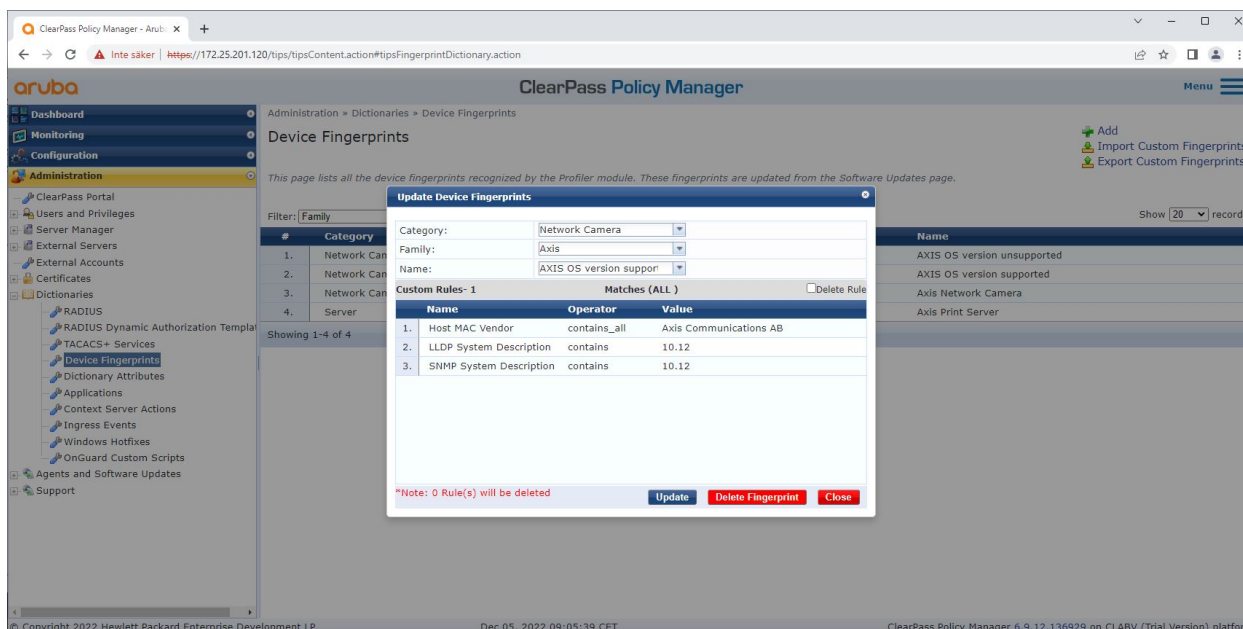 ClearPass Policy Manager - Arub
Inte säker | https://172.25.201.120/tips/tipsContent.action#tipsFingerprintDictionary.action
aruba
ClearPass Policy Manager
Menu
Dashboard
Monitoring
Configuration
Administration
ClearPass Portal
Users and Privileges
Server Manager
External Servers
External Accounts
Certificates
Dictionaries
RADIUS
RADIUS Dynamic Authorization Templat
TACACS+ Services
Device Fingerprints
Dictionary Attributes
Applications
Context Server Actions
Ingress Events
Windows Hotfixes
OnGuard Custom Scripts
Agents and Software Updates
Support
Administration » Dictionaries » Device Fingerprints
Device Fingerprints
Add
Import Custom Fingerprints
Export Custom Fingerprints
This page lists all the device fingerprints recognized by the Profiler module. These fingerprints are updated from the Software Updates page.
Filter: Family
Show 20 record
# Category Name
1. Network Cam AXIS OS version unsupported
2. Network Cam AXIS OS version supported
3. Network Cam Axis Network Camera
4. Server Axis Print Server
Showing 1-4 of 4
Update Device Fingerprints
Category: Network Camera
Family: Axis
Name: AXIS OS version suppor
Custom Rules- 1 Matches (ALL ) Delete Rule
Name Operator Value
1. Host MAC Vendor contains_all Axis Communications AB
2. LLDP System Description contains 10.12
3. SNMP System Description contains 10.12
*Note: 0 Rule(s) will be deleted
Update Delete Fingerprint Close
© Copyright 2022 Hewlett Packard Enterprise Development LP
Dec 05, 2022 09:05:39 CET
ClearPass Policy Manager 6.9.12.136929 on CLABV (Trial Version) platfor